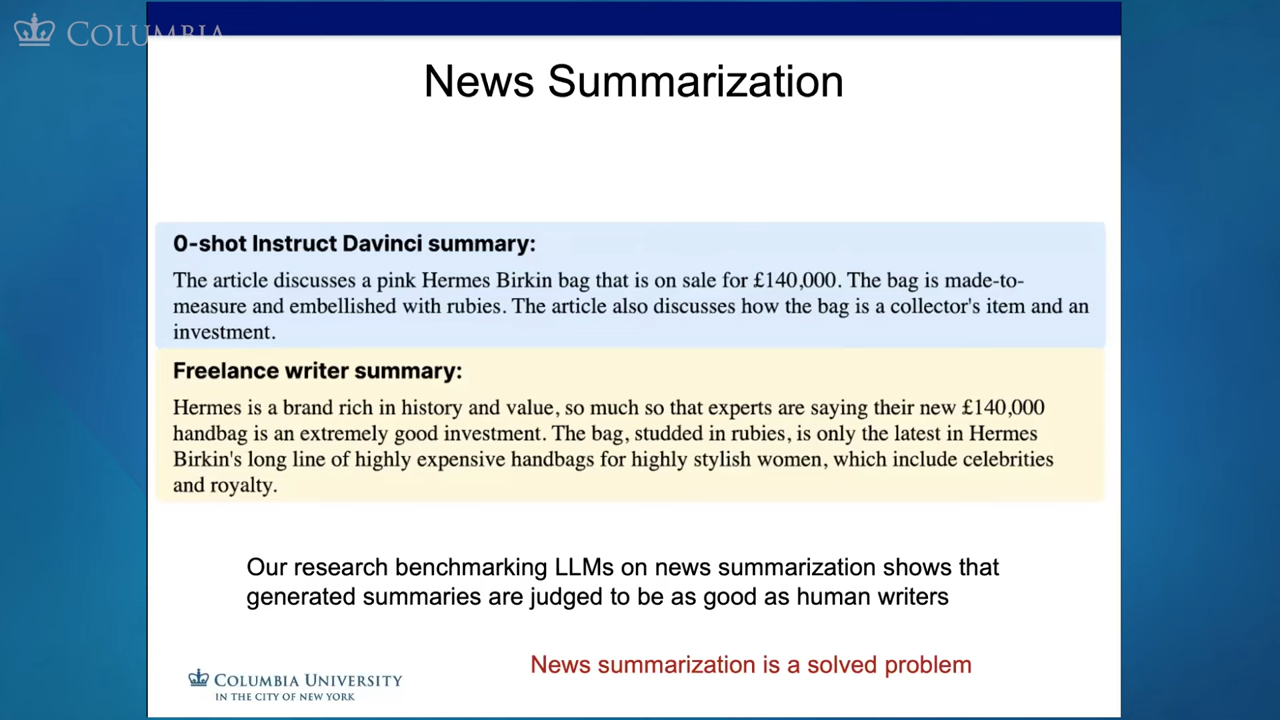 COLUMBIA
News Summarization
0-shot Instruct Davinci summary:
The article discusses a pink Hermes Birkin bag that is on sale for £140,000. The bag is made-to-
measure and embellished with rubies. The article also discusses how the bag is a collector's item and an
investment.
Freelance writer summary:
Hermes is a brand rich in history and value, so much so that experts are saying their new £140,000
handbag is an extremely good investment. The bag, studded in rubies, is only the latest in Hermes
Birkin's long line of highly expensive handbags for highly stylish women, which include celebrities
and royalty.
Our research benchmarking LLMs on news summarization shows that
generated summaries are judged to be as good as human writers
News summarization is a solved problem
COLUMBIA UNIVERSITY
IN THE CITY OF NEW YORK